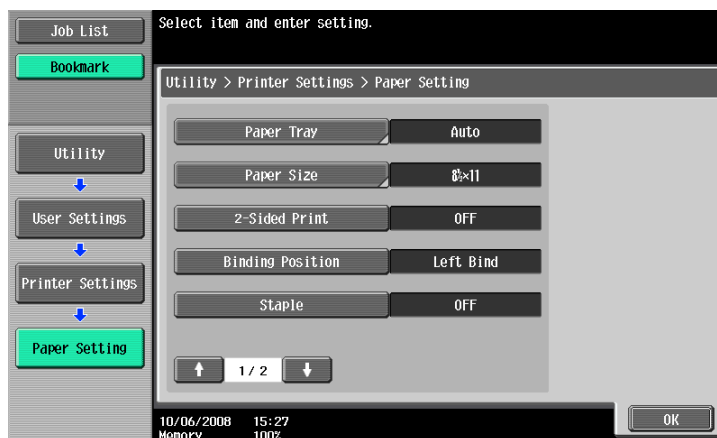 Job List
Bookmark
Select item and enter setting.
Utility > Printer Settings > Paper Setting
Utility
User Settings
Printer Settings
Paper Setting
Paper Tray Auto
Paper Size 8½×11
2-Sided Print OFF
Binding Position Left Bind
Staple OFF
1/ 2
10/06/2008 15:27
Memory 100%
OK